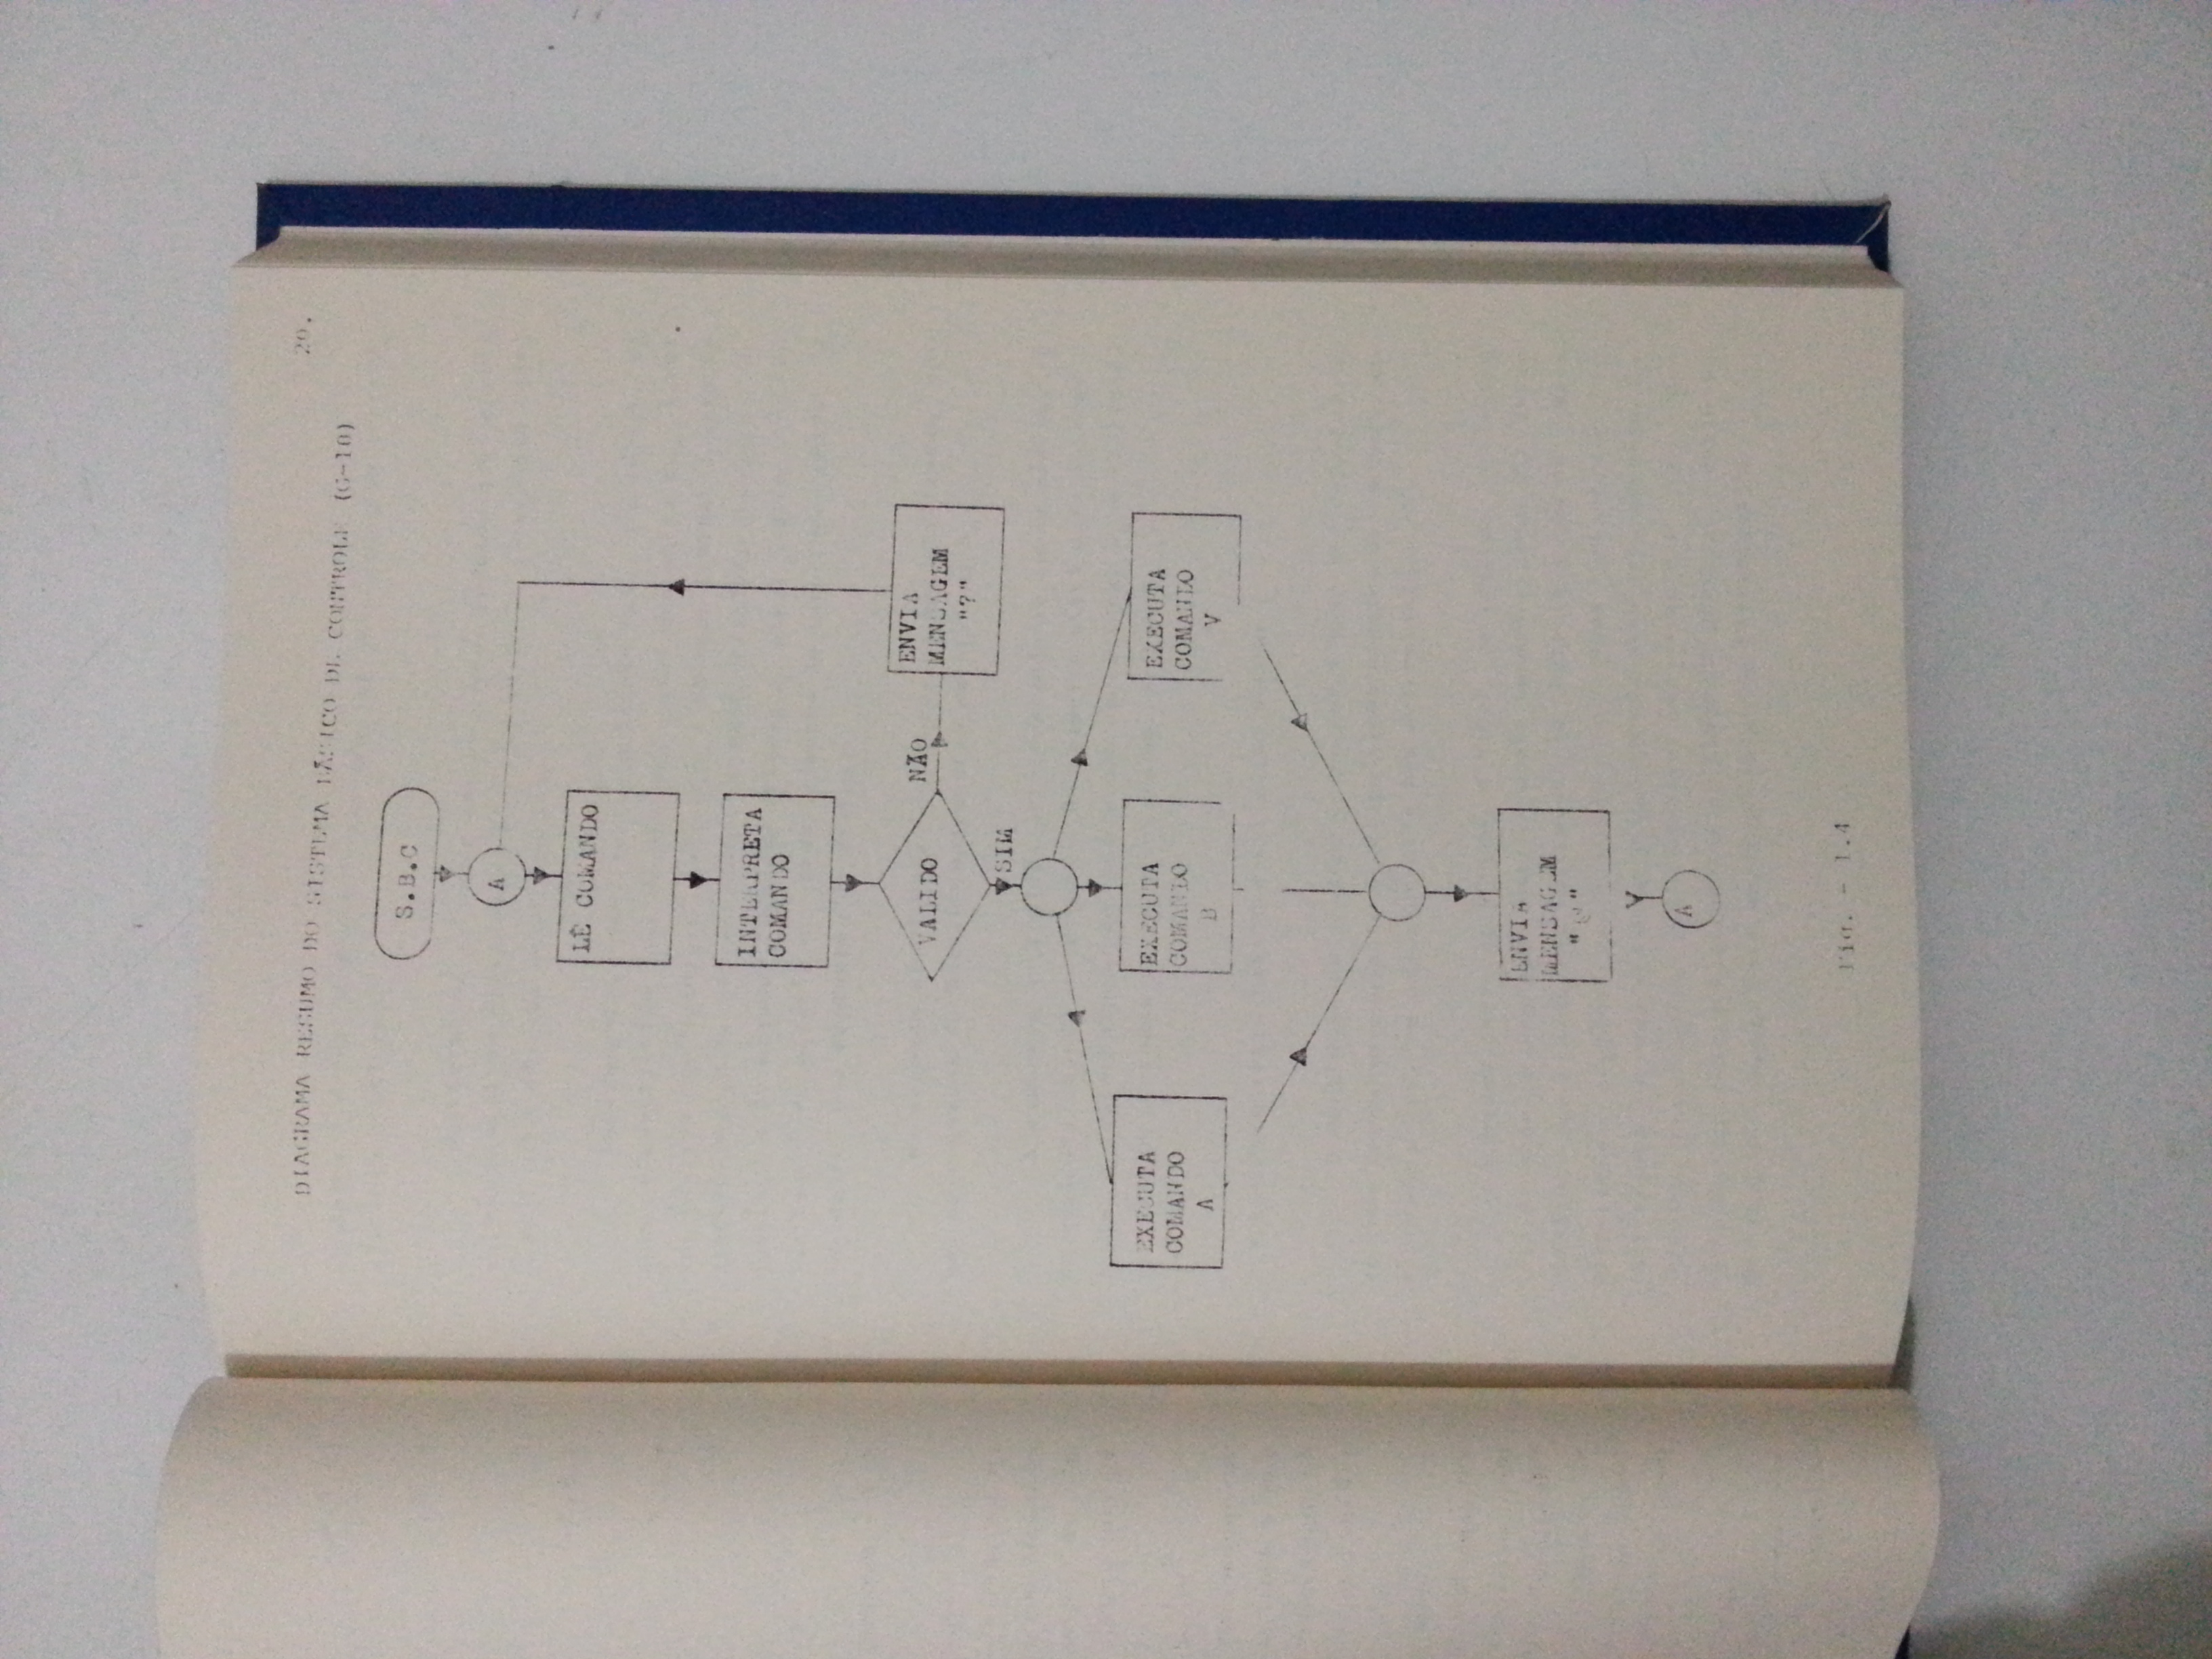 29.
DIAGRAMA RESUMO DO SISTEMA BÁSICO DE CONTROLE (G-10)
S.B.C
A
LÊ COMANDO
INTERPRETA
COMANDO
VALIDO
NÃO
ENVIA
MENSAGEM
"?"
SIM
EXECUTA
COMANDO
A
EXECUTA
COMANDO
B
EXECUTA
COMANDO
V
ENVIA
MENSAGEM
A
Fig. - 1.4